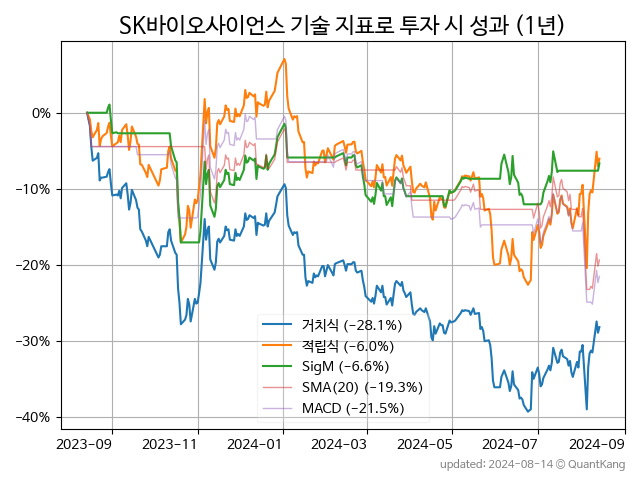 SK바이오사이언스 기술 지표로 투자 시 성과 (1년)
0%
−10%
−20%
−30%
−40%
거치식 (−28.1%)
적립식 (−6.0%)
SigM (−6.6%)
SMA(20) (−19.3%)
MACD (−21.5%)
2023-09 2023-11 2024-01 2024-03 2024-05 2024-07 2024-09
updated: 2024-08-14 @ QuantKang